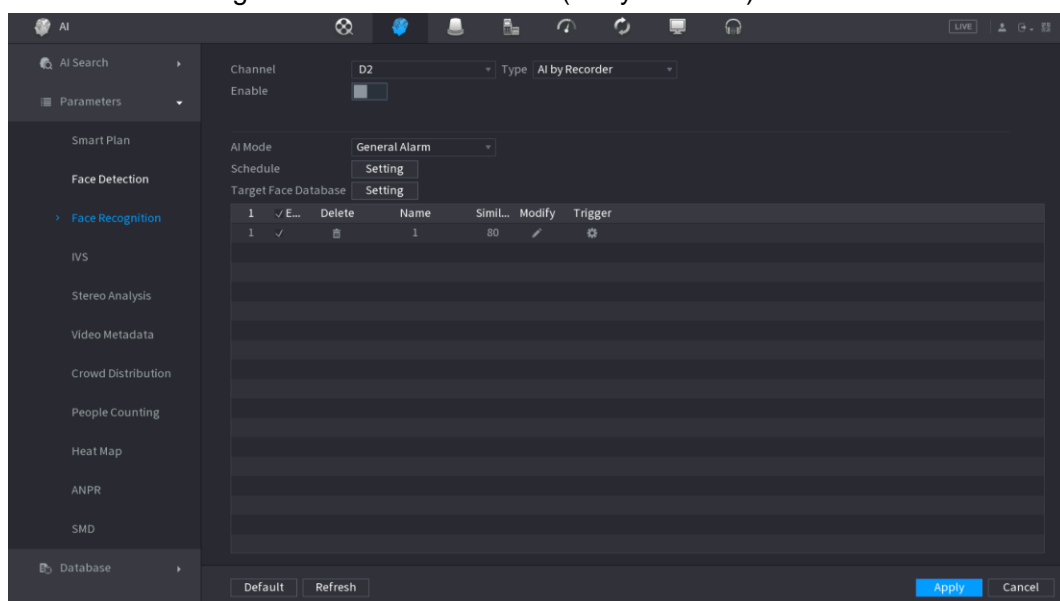 AI
LIVE
AI Search
Parameters
Smart Plan
Face Detection
Face Recognition
IVS
Stereo Analysis
Video Metadata
Crowd Distribution
People Counting
Heat Map
ANPR
SMD
Database
Channel D2 Type AI by Recorder
Enable
AI Mode General Alarm
Schedule Setting
Target Face Database Setting
1 E... Delete Name Simil... Modify Trigger
1 1 80
Default Refresh Apply Cancel